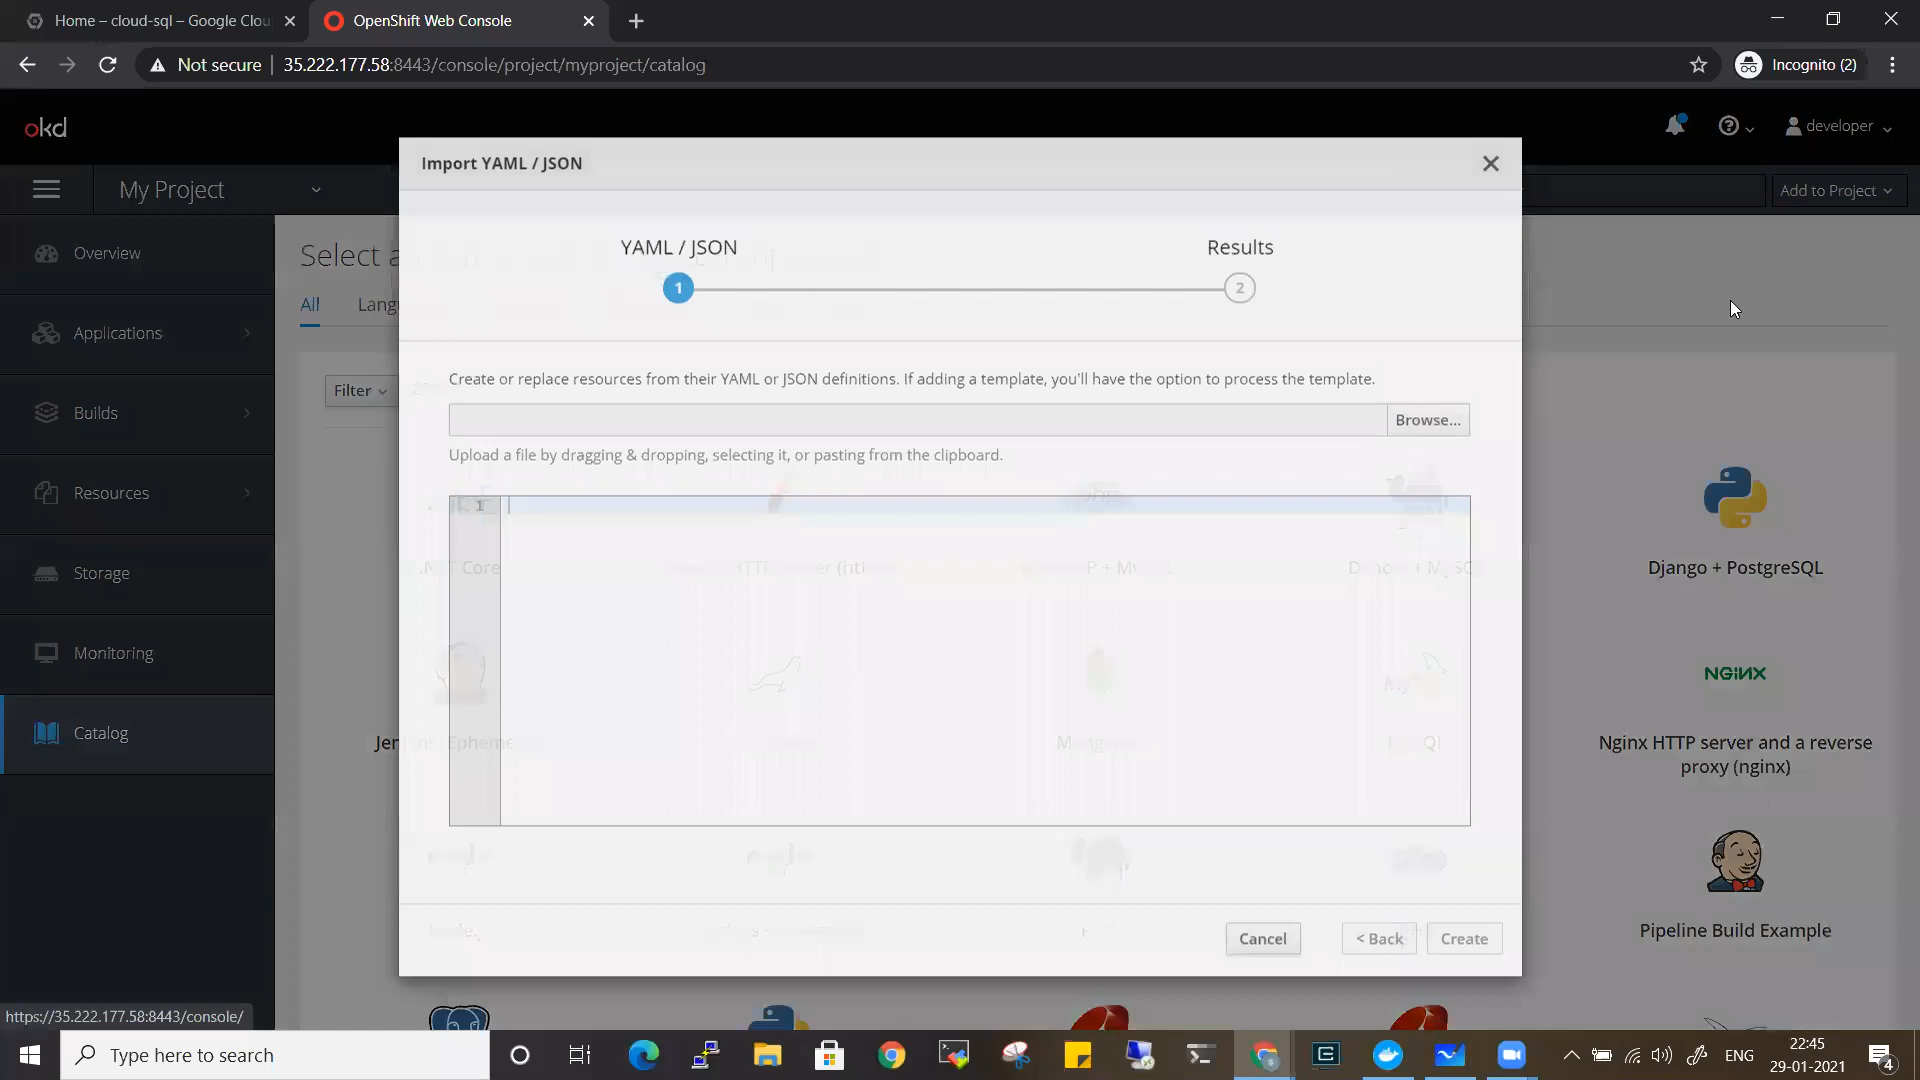 Home – cloud-sql – Google Clou
OpenShift Web Console
Not secure
35.222.177.58:8443/console/project/myproject/catalog
Incognito (2)
okd
developer
My Project
Add to Project
Import YAML / JSON
YAML / JSON
Results
1
2
Overview
Applications
Builds
Resources
Storage
Monitoring
Catalog
Select a
All
Lang
Filter
Create or replace resources from their YAML or JSON definitions. If adding a template, you'll have the option to process the template.
Browse...
Upload a file by dragging & dropping, selecting it, or pasting from the clipboard.
1
Core
Django + PostgreSQL
NGINX
Nginx HTTP server and a reverse
proxy (nginx)
Pipeline Build Example
Cancel
< Back
Create
https://35.222.177.58:8443/console/
Type here to search
ENG
22:45
29-01-2021
4